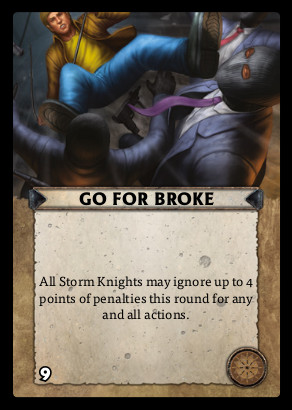 GO FOR BROKE
All Storm Knights may ignore up to 4
points of penalties this round for any
and all actions.
9